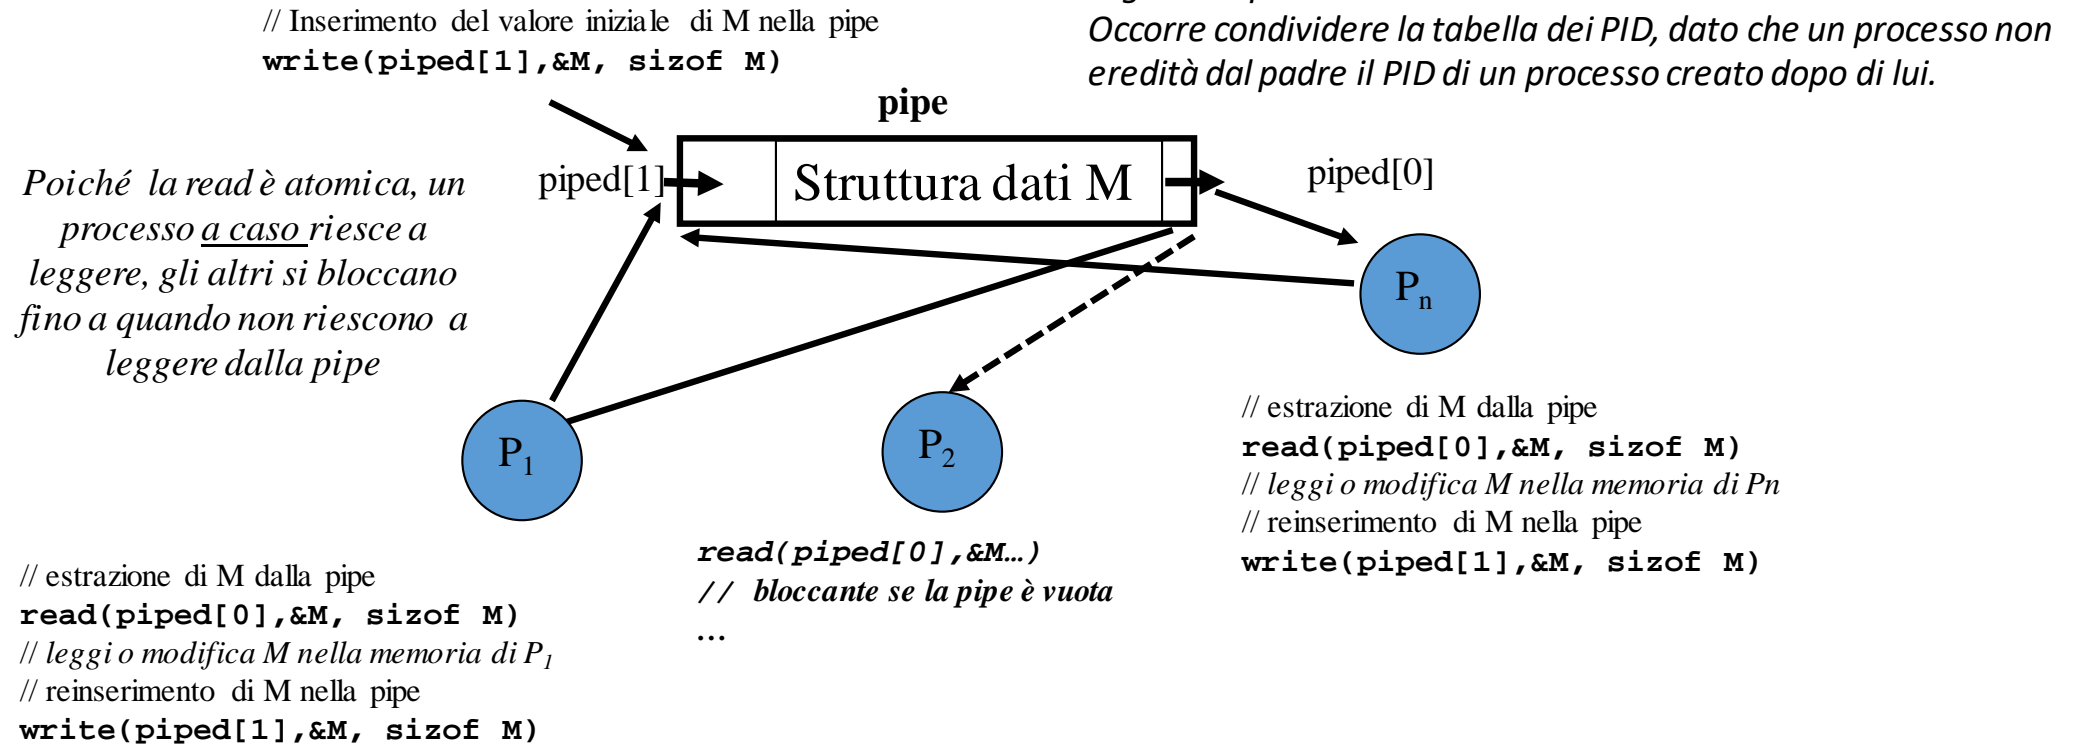 // Inserimento del valore iniziale di M nella pipe
write(piped[1],&M, sizof M)
Occorre condividere la tabella dei PID, dato che un processo non
eredità dal padre il PID di un processo creato dopo di lui.
pipe
piped[1]
Struttura dati M
piped[0]
Poiché la read è atomica, un
processo a caso riesce a
leggere, gli altri si bloccano
fino a quando non riescono a
leggere dalla pipe
P1
P2
Pn
// estrazione di M dalla pipe
read(piped[0],&M, sizof M)
// leggi o modifica M nella memoria di Pn
// reinserimento di M nella pipe
write(piped[1],&M, sizof M)
read(piped[0],&M…)
// bloccante se la pipe è vuota
...
// estrazione di M dalla pipe
read(piped[0],&M, sizof M)
// leggi o modifica M nella memoria di P1
// reinserimento di M nella pipe
write(piped[1],&M, sizof M)